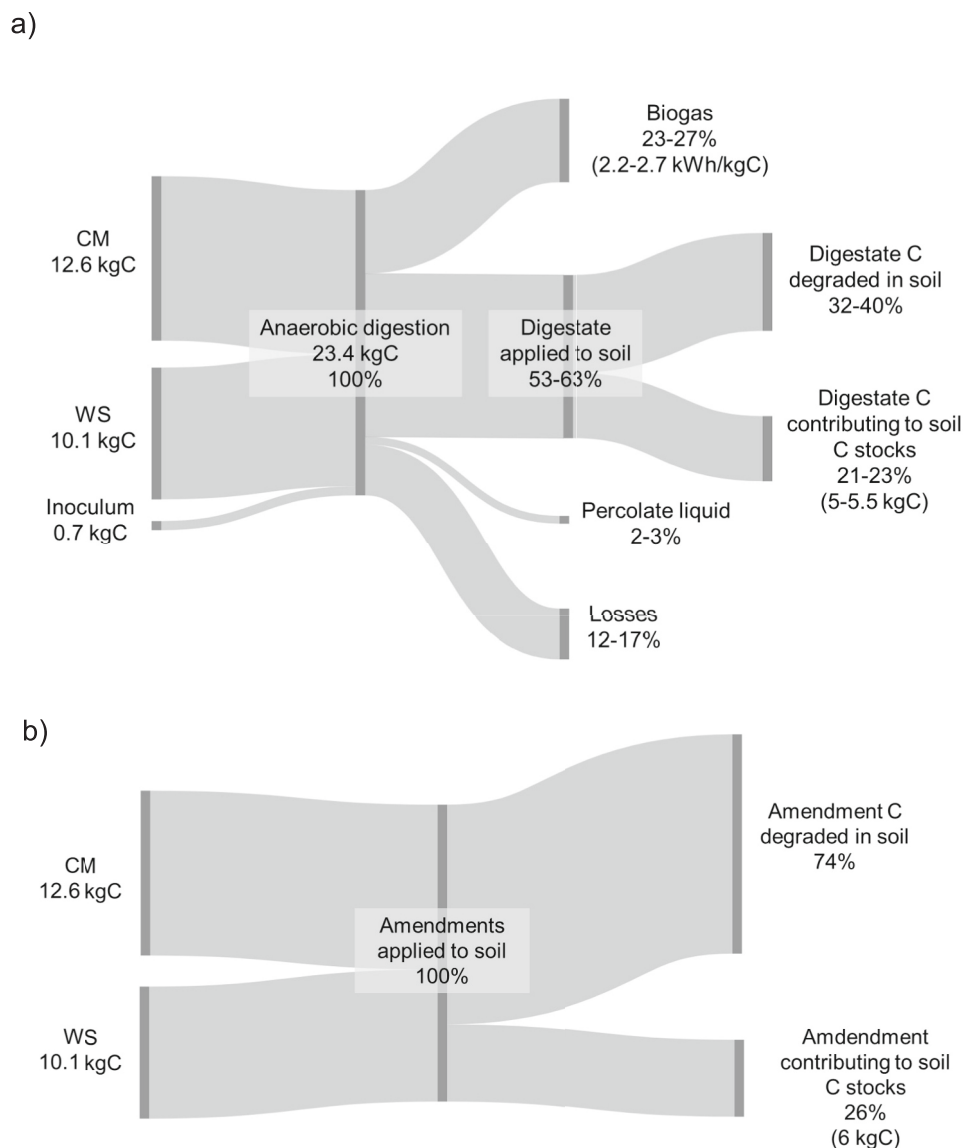 a)
Biogas
23-27%
(2.2-2.7 kWh/kgC)
CM
12.6 kgC
Digestate C
degraded in soil
32-40%
Anaerobic digestion
23.4 kgC
100%
Digestate
applied to soil
53-63%
WS
10.1 kgC
Digestate C
contributing to soil
C stocks
21-23%
(5-5.5 kgC)
Inoculum
0.7 kgC
Percolate liquid
2-3%
Losses
12-17%
b)
CM
12.6 kgC
Amendment C
degraded in soil
74%
Amendments
applied to soil
100%
WS
10.1 kgC
Amdendment
contributing to soil
C stocks
26%
(6 kgC)